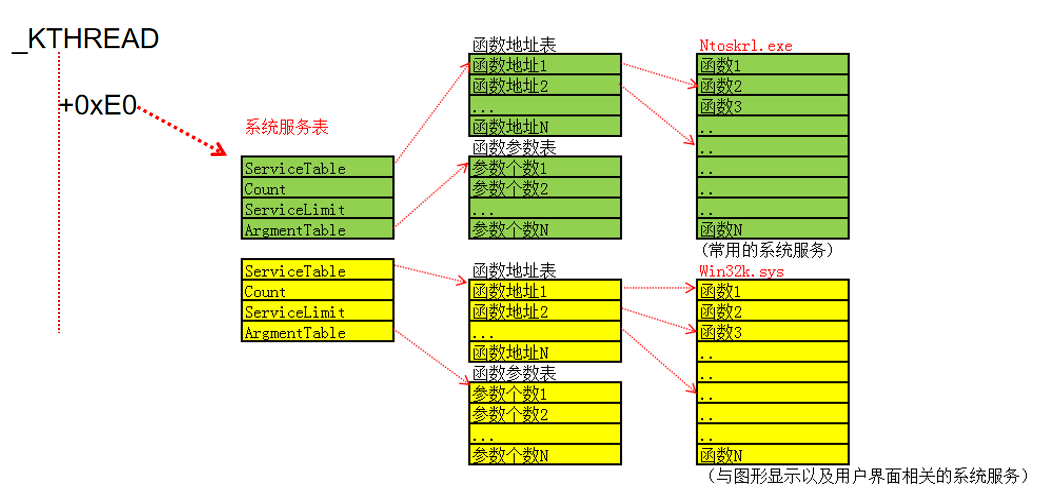 _KTHREAD
+0xE0
系统服务表
ServiceTable
Count
ServiceLimit
ArgmentTable
ServiceTable
Count
ServiceLimit
ArgmentTable
函数地址表
函数地址1
函数地址2
...
函数地址N
函数参数表
参数个数1
参数个数2
...
参数个数N
函数地址表
函数地址1
函数地址2
...
函数地址N
函数参数表
参数个数1
参数个数2
...
参数个数N
Ntoskrl.exe
函数1
函数2
函数3
..
..
..
..
..
函数N
(常用的系统服务)
Win32k.sys
函数1
函数2
函数3
..
..
..
..
..
函数N
(与图形显示以及用户界面相关的系统服务)